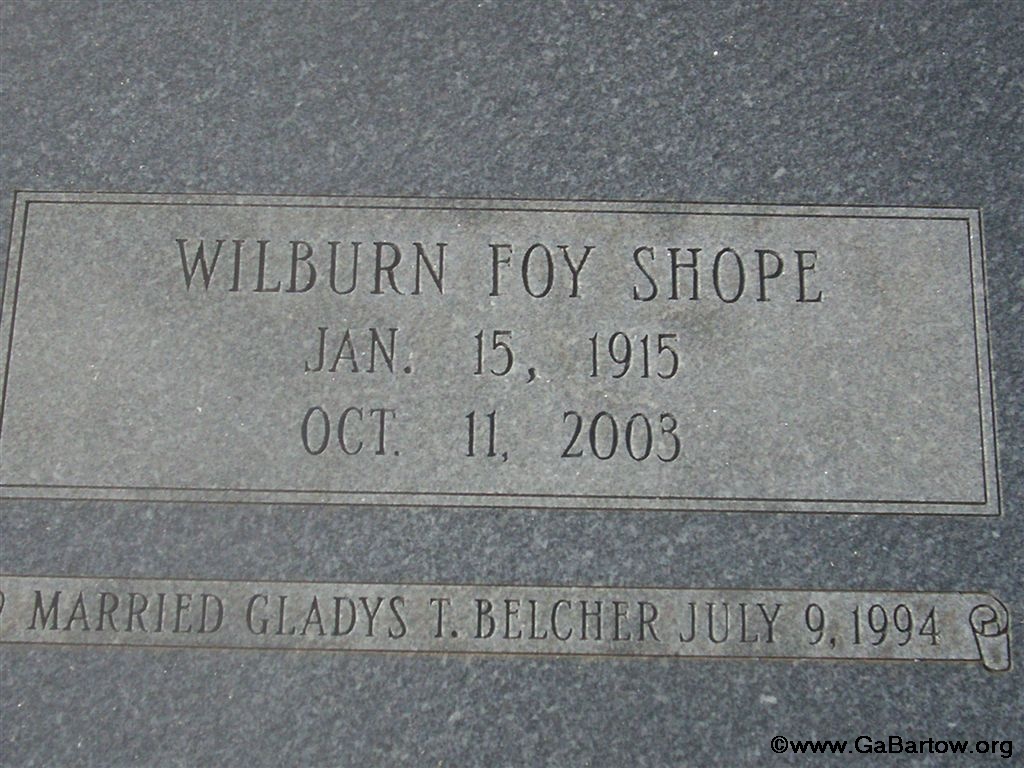 WILBURN FOY SHOPE
JAN. 15, 1915
OCT. 11, 2003
MARRIED GLADYS T. BELCHER JULY 9, 1994
©www.GaBartow.org